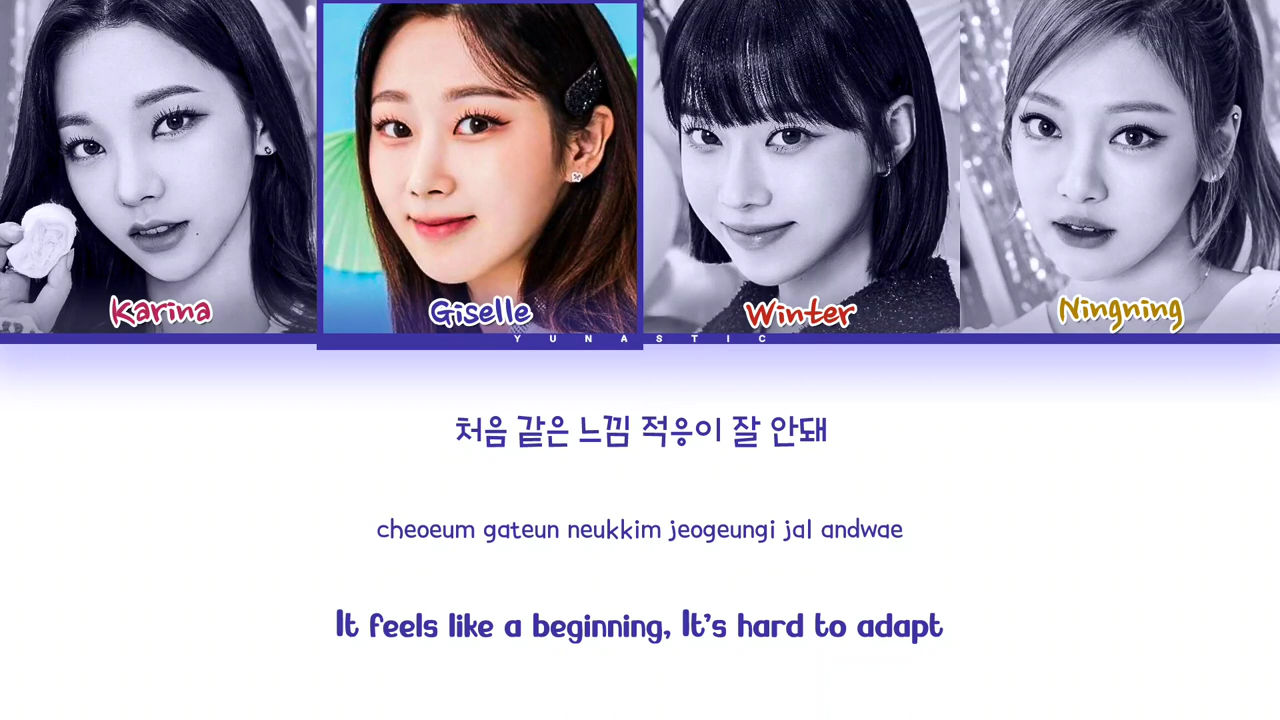 Karina
Giselle
Winter
Ningning
YUNASTIC
처음 같은 느낌 적응이 잘 안돼
cheoeum gateun neukkim jeogeungi jal andwae
It feels like a beginning, It's hard to adapt